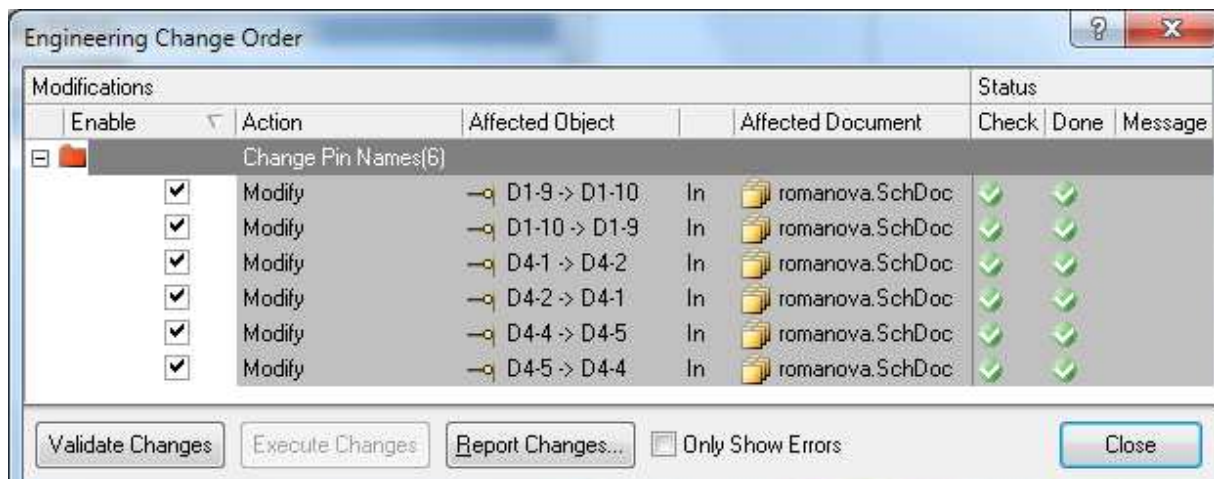 Engineering Change Order
Modifications Status
Enable Action Affected Object Affected Document Check Done Message
Change Pin Names(6)
Modify D1-9 -> D1-10 In romanova.SchDoc
Modify D1-10 -> D1-9 In romanova.SchDoc
Modify D4-1 -> D4-2 In romanova.SchDoc
Modify D4-2 -> D4-1 In romanova.SchDoc
Modify D4-4 -> D4-5 In romanova.SchDoc
Modify D4-5 -> D4-4 In romanova.SchDoc
Validate Changes Execute Changes Report Changes... Only Show Errors Close